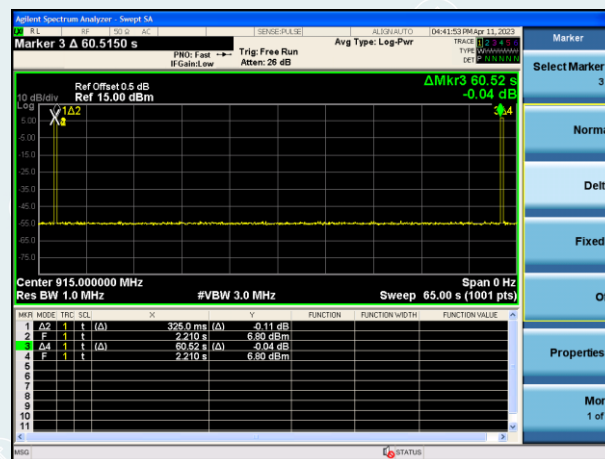 Agilent Spectrum Analyzer - Swept SA
RL RF 50 Ω AC SENSE:PULSE ALIGNAUTO 04:41:53 PM Apr 11, 2023
Marker 3 Δ 60.5150 s
PNO: Fast
IFGain:Low
Trig: Free Run
Atten: 26 dB
Avg Type: Log-Pwr
TRACE 1 2 3 4 5 6
TYPE
DET P N N N N N
Marker
Select Marker
3
Norma
Delt
Fixed
O
Properties
Mor
1 of
ΔMkr3 60.52 s
-0.04 dB
Ref Offset 0.5 dB
Ref 15.00 dBm
10 dB/div
Log
1Δ2
3Δ4
5.00
-5.00
-15.0
-25.0
-35.0
-45.0
-55.0
-65.0
-75.0
Center 915.000000 MHz Span 0 Hz
Res BW 1.0 MHz #VBW 3.0 MHz Sweep 65.00 s (1001 pts)
MKR MODE TRC SCL X Y FUNCTION FUNCTION WIDTH FUNCTION VALUE
1 Δ2 1 t (Δ) 325.0 ms (Δ) -0.11 dB
2 F 1 t 2.210 s 6.80 dBm
3 Δ4 1 t (Δ) 60.52 s (Δ) -0.04 dB
4 F 1 t 2.210 s 6.80 dBm
5
6
7
8
9
10
11
MSG STATUS